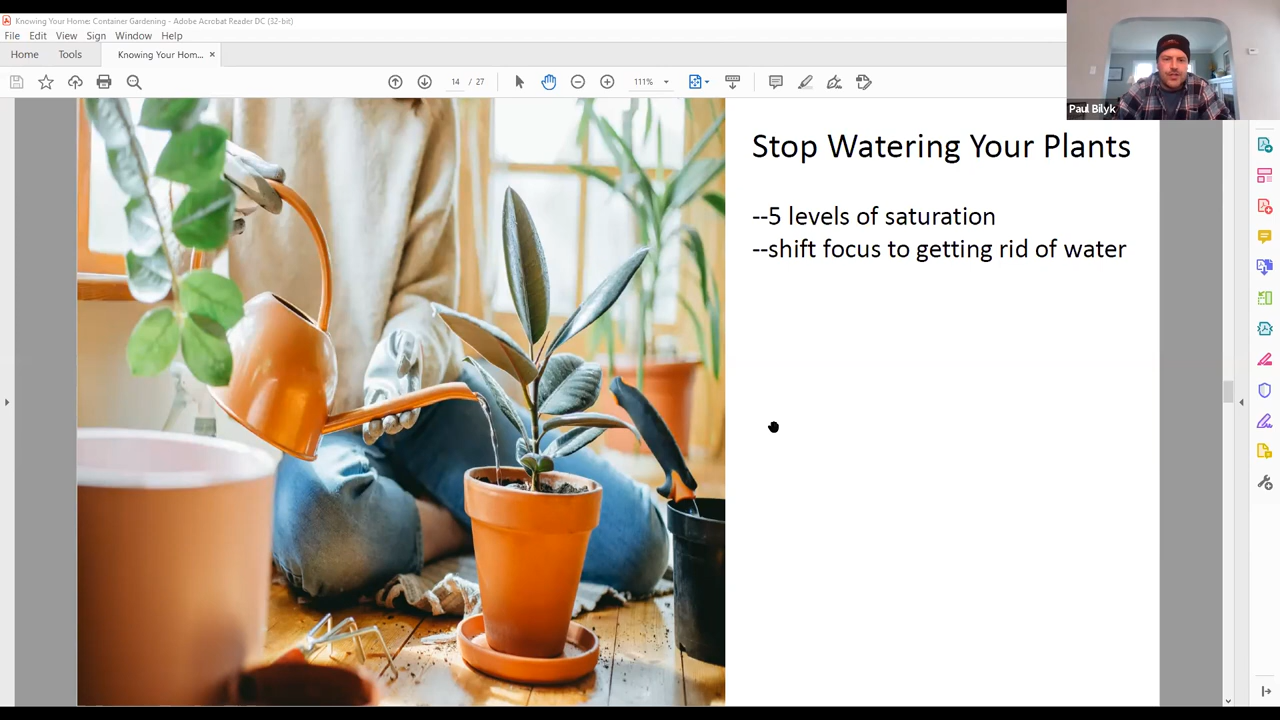 Knowing Your Home: Container Gardening - Adobe Acrobat Reader DC (32-bit)
File Edit View Sign Window Help
Home Tools Knowing Your Hom... ×
14 27 111%
Paul Bilyk
Stop Watering Your Plants
--5 levels of saturation
--shift focus to getting rid of water